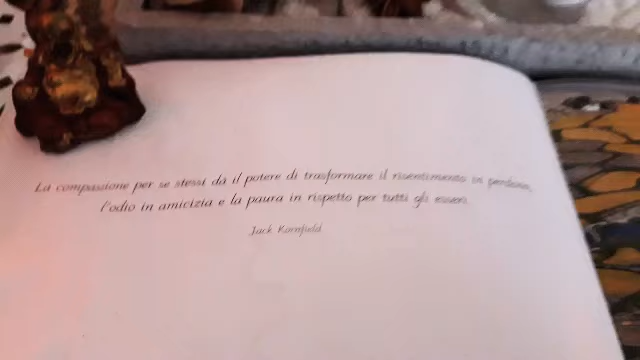 La compassione per se stessi dà il potere di trasformare il risentimento in perdono,
l'odio in amicizia e la paura in rispetto per tutti gli esseri.
Jack Kornfield